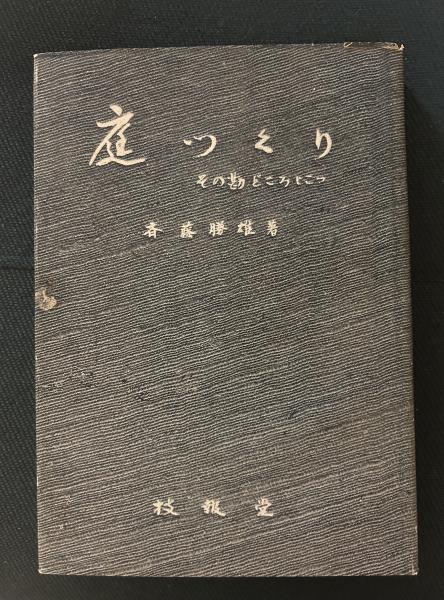 庭つくり
その勘どころとこつ
斉藤勝雄著
技報堂